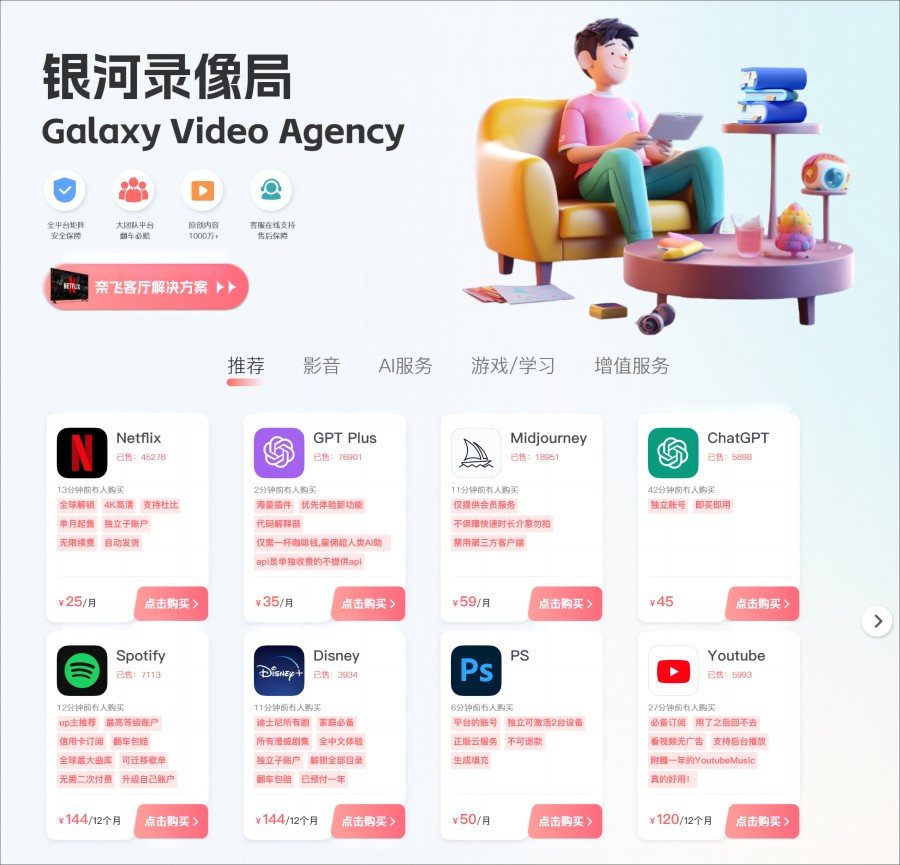 银河录像局
Galaxy Video Agency
全平台矩阵
安全保障
大团队平台
翻车必赔
原创内容
1000万+
客服在线支持
售后保障
NETFLIX
奈飞客厅解决方案
推荐 影音 AI服务 游戏/学习 增值服务
Netflix
已售：45278
13分钟前有人购买
全球解锁 4K高清 支持杜比
单月起售 独立子账户
无限续费 自动发货
¥25/月 点击购买
GPT Plus
已售：76901
2分钟前有人购买
海量插件 优先体验新功能
代码解释器
仅需一杯咖啡钱,雇佣超人类AI助
api是单独收费的不提供api
¥35/月 点击购买
Midjourney
已售：18951
11分钟前有人购买
仅提供会员服务
不保障快速时长介意勿拍
禁用第三方客户端
¥59/月 点击购买
ChatGPT
已售：5898
42分钟前有人购买
独立账号 即买即用
¥45 点击购买
Spotify
已售：7113
12分钟前有人购买
up主推荐 最高等级账户
信用卡订阅 翻车包赔
全球最大曲库 可迁移歌单
无需二次付费 升级自己账户
¥144/12个月 点击购买
Disney+
Disney
已售：3934
11分钟前有人购买
迪士尼所有剧 家庭必备
所有漫威剧集 全中文体验
独立子账户 解锁全部目录
翻车包赔 已预付一年
¥144/12个月 点击购买
Ps
PS
6分钟前有人购买
平台的账号 独立可激活2台设备
正版云服务 不可退款
生成填充
¥50/月 点击购买
Youtube
已售：5993
27分钟前有人购买
必备订阅 用了之后回不去
看视频无广告 支持后台播放
附赠一年的YoutubeMusic
真的好用！
¥120/12个月 点击购买